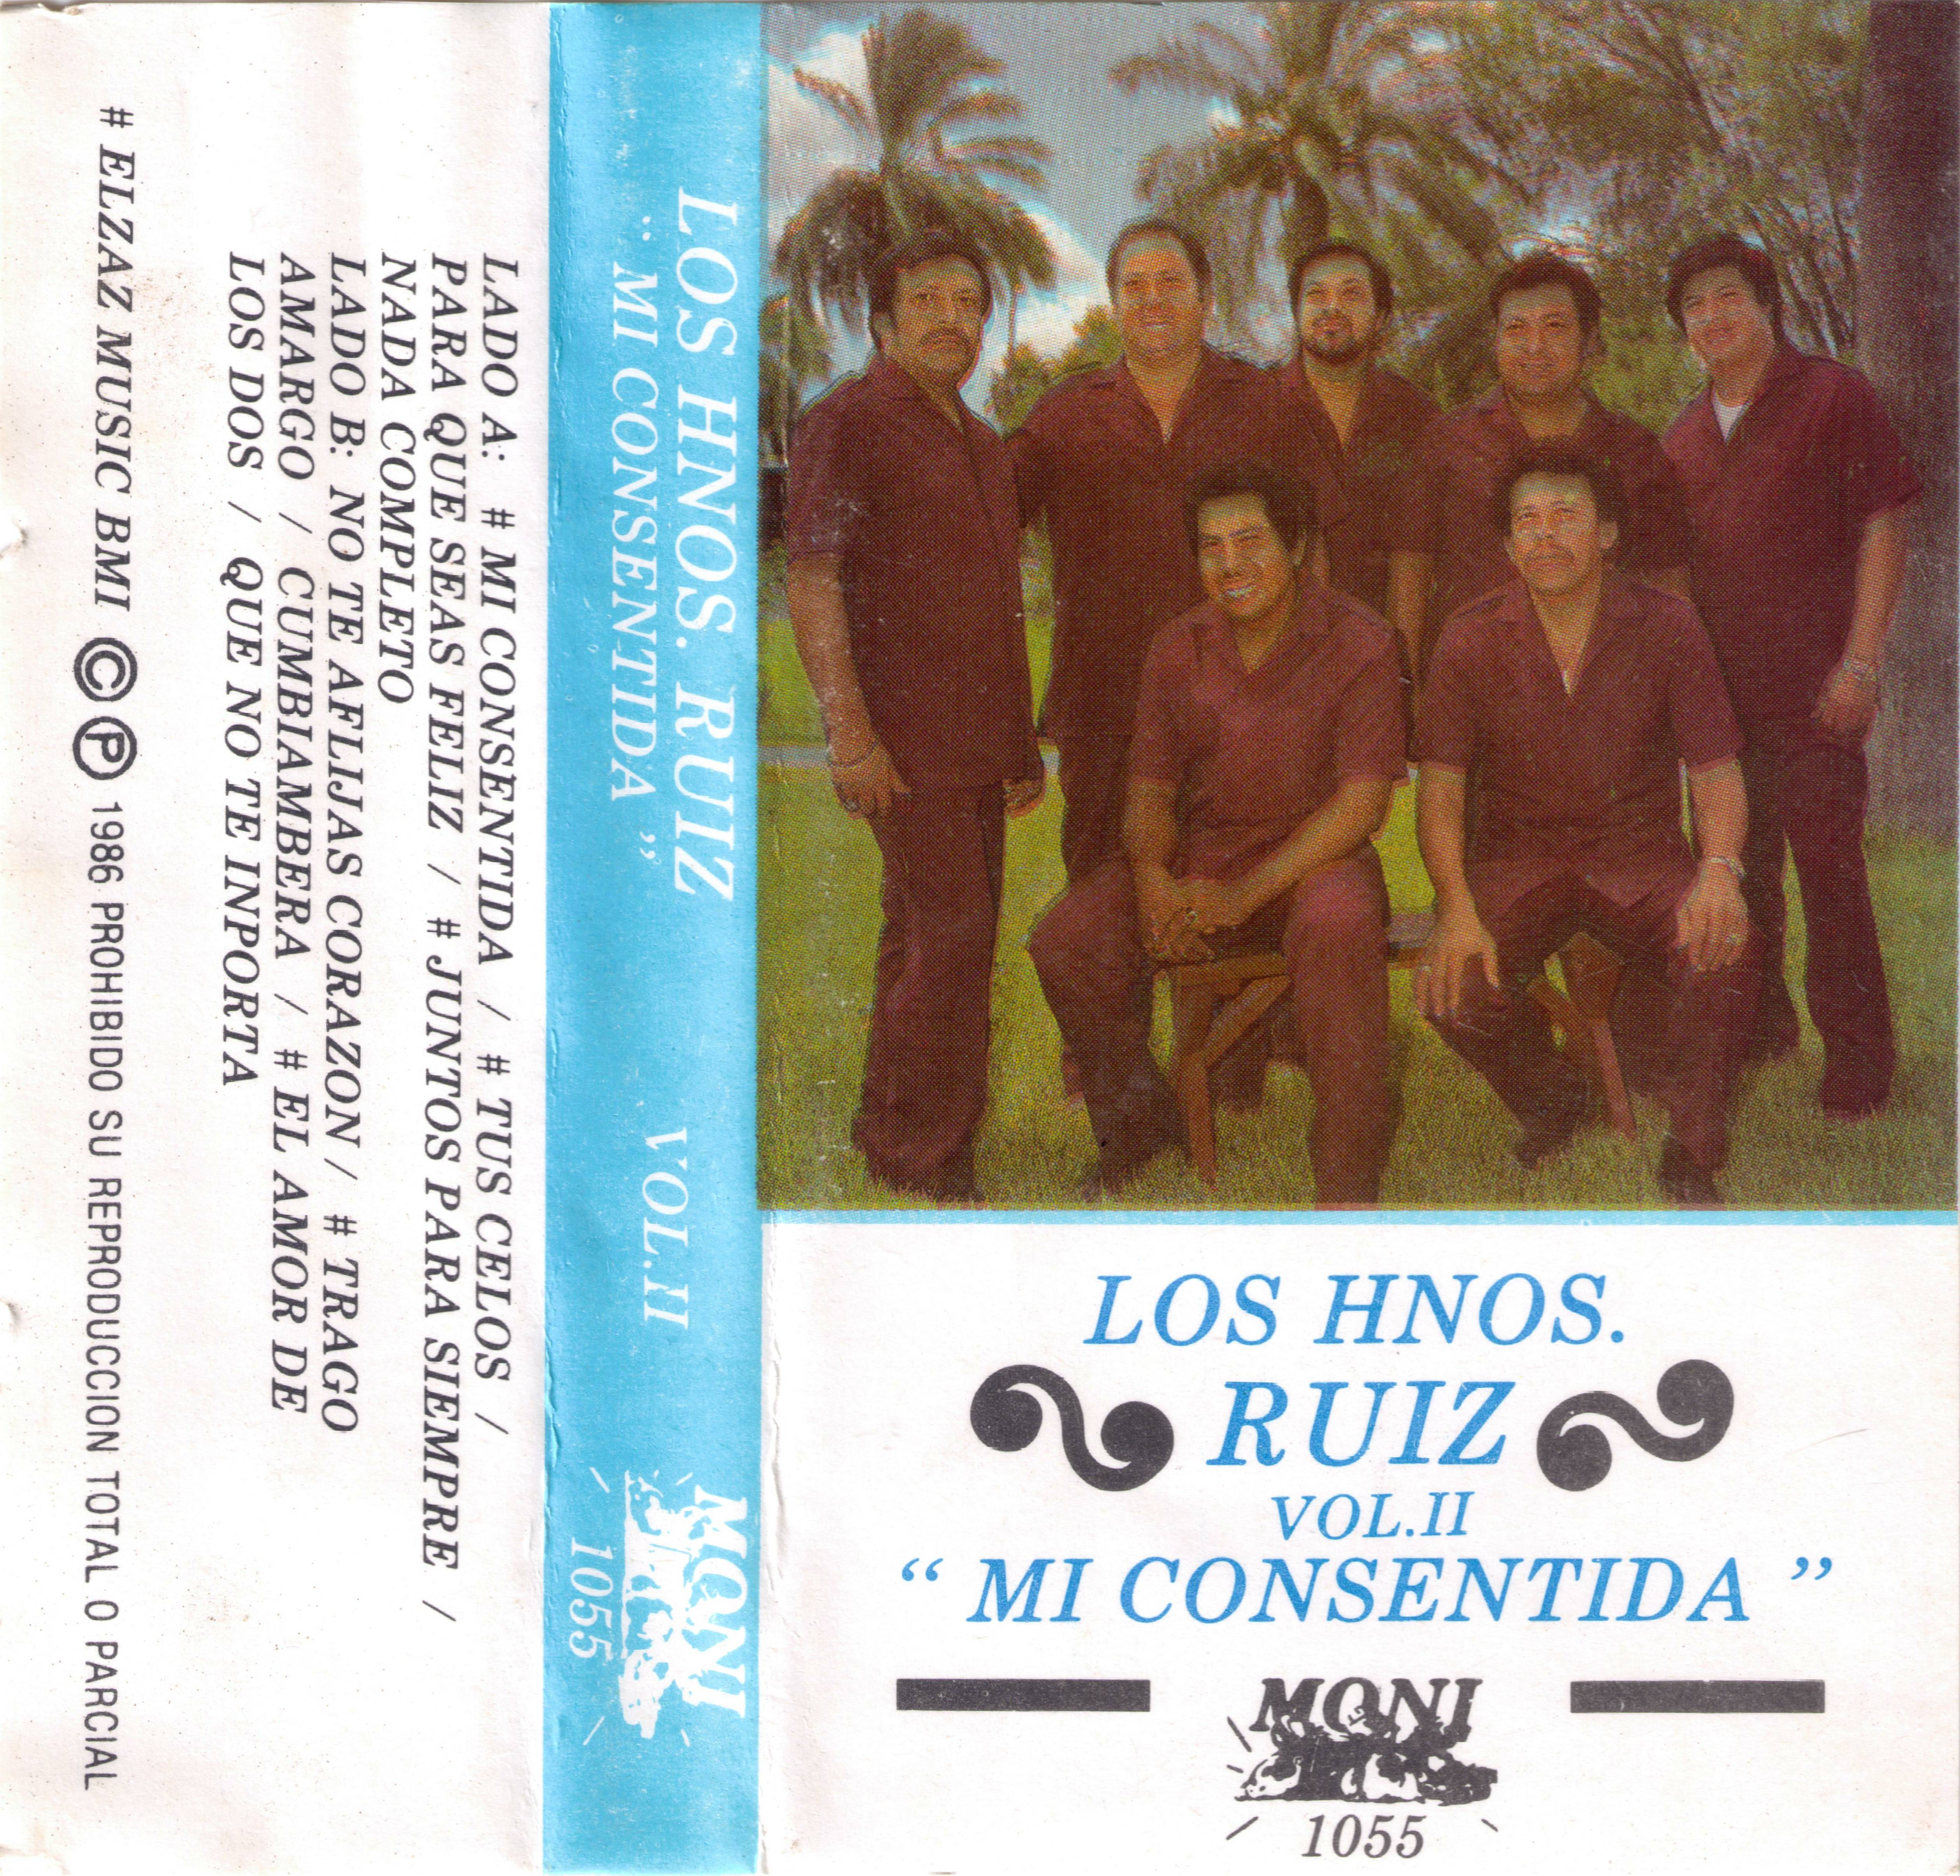 LOS HNOS.
RUIZ
VOL.II
“ MI CONSENTIDA ”
MONI
1055
LOS HNOS. RUIZ
“ MI CONSENTIDA ”
VOL.II
MONI
1055
LADO A: # MI CONSENTIDA / # TUS CELOS /
PARA QUE SEAS FELIZ / # JUNTOS PARA SIEMPRE /
NADA COMPLETO
LADO B: NO TE AFLIJAS CORAZON / # TRAGO
AMARGO / CUMBIAMBERA / # EL AMOR DE
LOS DOS / QUE NO TE INPORTA
# ELZAZ MUSIC BMI © Ⓟ 1986 PROHIBIDO SU REPRODUCCION TOTAL O PARCIAL